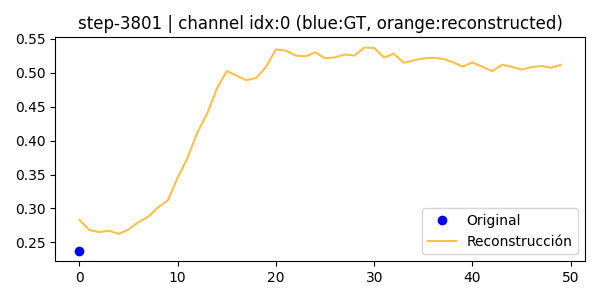 step-3801 | channel idx:0 (blue:GT, orange:reconstructed)
0.55
0.50
0.45
0.40
0.35
0.30
0.25
Original
Reconstrucción
0 10 20 30 40 50